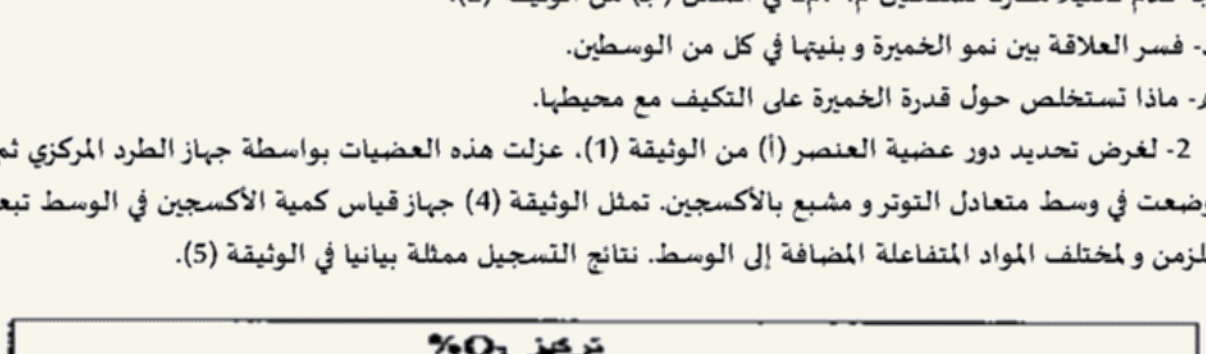 د- فسر العلاقة بين نمو الخميرة و بنيتها في كل من الوسطين.
ماذا تستخلص حول قدرة الخميرة على التكيف مع محيطها.
2- لغرض تحديد دور عضية العنصر (أ) من الوثيقة (1). عزلت هذه العضيات بواسطة جهاز الطرد المركزي ثم
وضعت في وسط متعادل التوتر و مشبع بالأكسجين. تمثل الوثيقة (4) جهاز قياس كمية الأكسجين في الوسط تبعا
للزمن و لمختلف المواد المتفاعلة المضافة إلى الوسط. نتائج التسجيل ممثلة بيانيا في الوثيقة (5).
تركيز O₂%